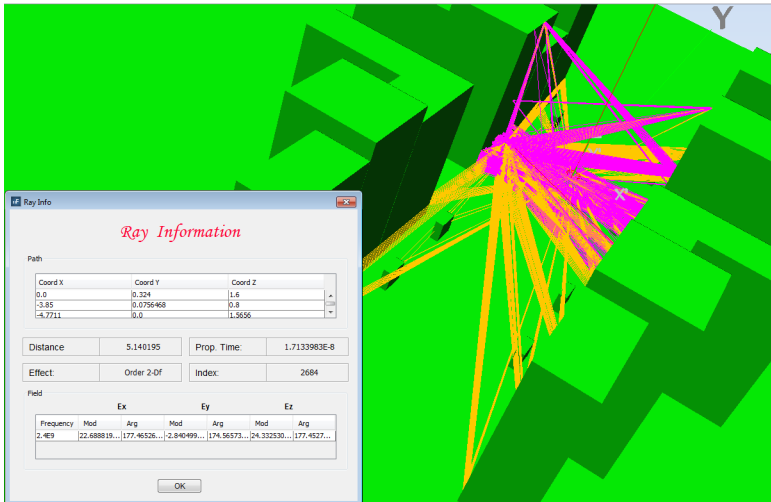 Y
X
Ray Info
Ray Information
Path
Coord X Coord Y Coord Z
0.0 0.324 1.6
-3.85 0.0756468 0.8
-4.7711 0.0 1.5656
Distance 5.140195 Prop. Time: 1.7133983E-8
Effect: Order 2-Df Index: 2684
Field
Ex Ey Ez
Frequency Mod Arg Mod Arg Mod Arg
2.4E9 22.688819... 177.46526... -2.840499... 174.56573... 24.332530... 177.4527...
OK